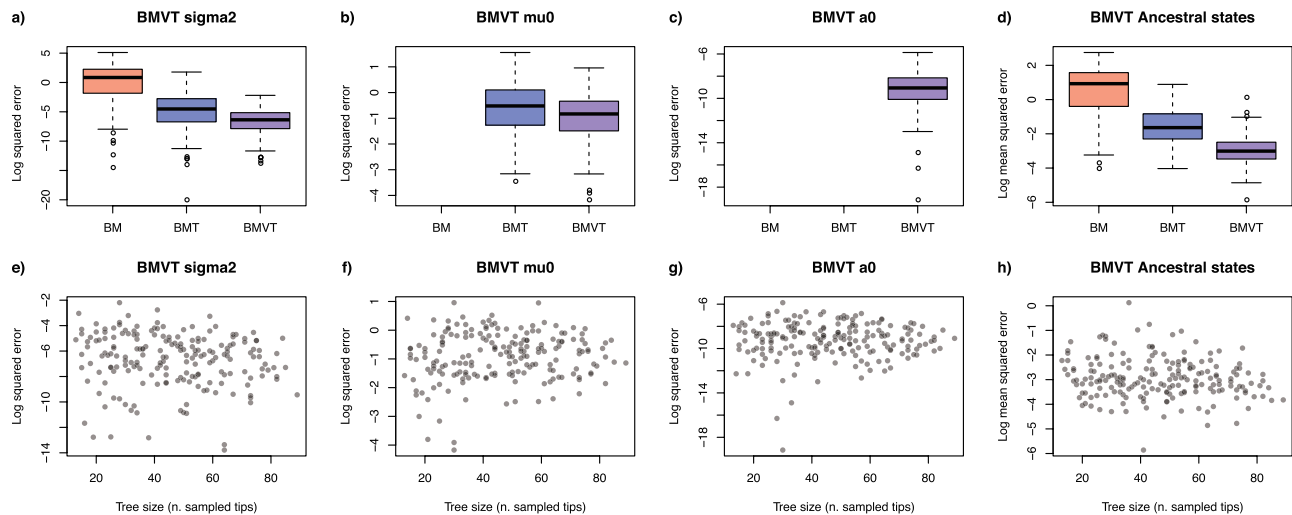 a) BMVT sigma2
Log squared error
5
0
−5
−10
−20
BM BMT BMVT
b) BMVT mu0
Log squared error
1
0
−1
−2
−3
−4
BM BMT BMVT
c) BMVT a0
Log squared error
−6
−10
−14
−18
BM BMT BMVT
d) BMVT Ancestral states
Log mean squared error
2
0
−2
−4
−6
BM BMT BMVT
e) BMVT sigma2
Log squared error
−2
−4
−6
−10
−14
20 40 60 80
Tree size (n. sampled tips)
f) BMVT mu0
Log squared error
1
0
−1
−2
−3
−4
20 40 60 80
Tree size (n. sampled tips)
g) BMVT a0
Log squared error
−6
−10
−14
−18
20 40 60 80
Tree size (n. sampled tips)
h) BMVT Ancestral states
Log mean squared error
0
−1
−2
−3
−4
−5
−6
20 40 60 80
Tree size (n. sampled tips)